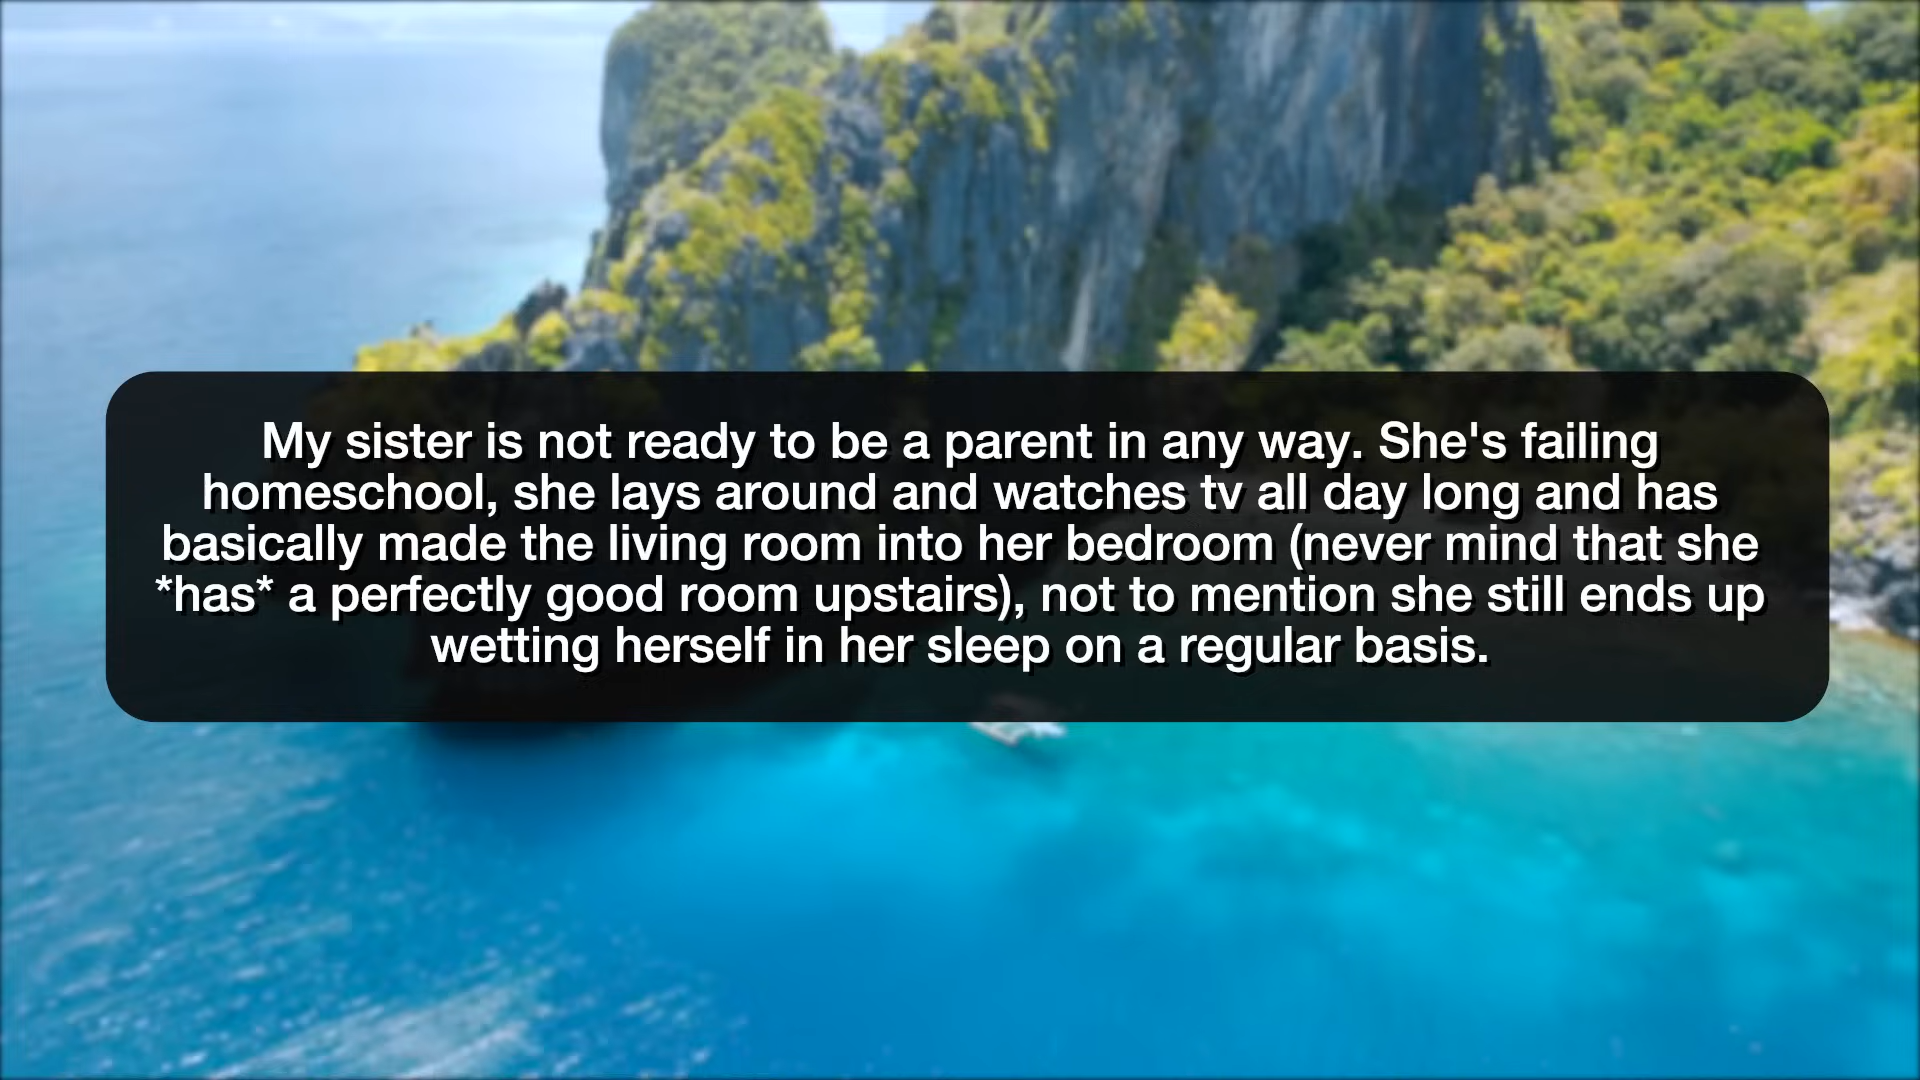 My sister is not ready to be a parent in any way. She's failing
homeschool, she lays around and watches tv all day long and has
basically made the living room into her bedroom (never mind that she
*has* a perfectly good room upstairs), not to mention she still ends up
wetting herself in her sleep on a regular basis.